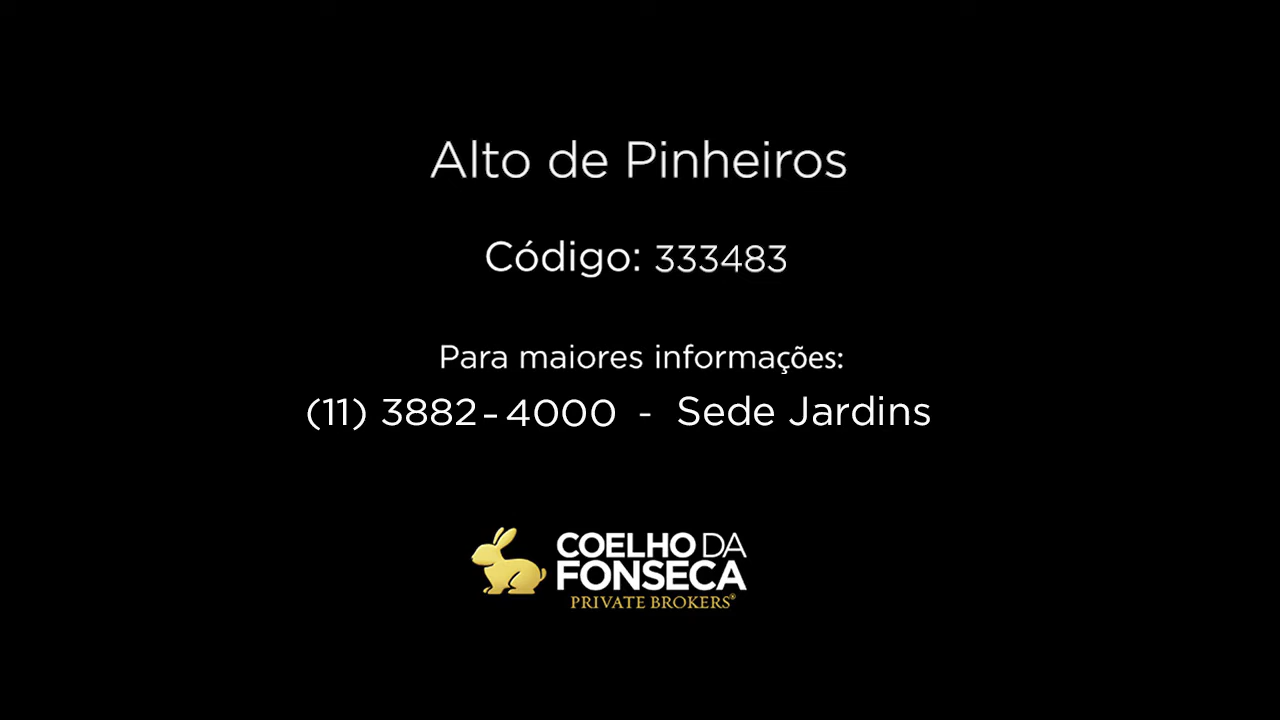 Alto de Pinheiros
Código: 333483
Para maiores informações:
(11) 3882-4000 - Sede Jardins
COELHO DA
FONSECA
PRIVATE BROKERS®